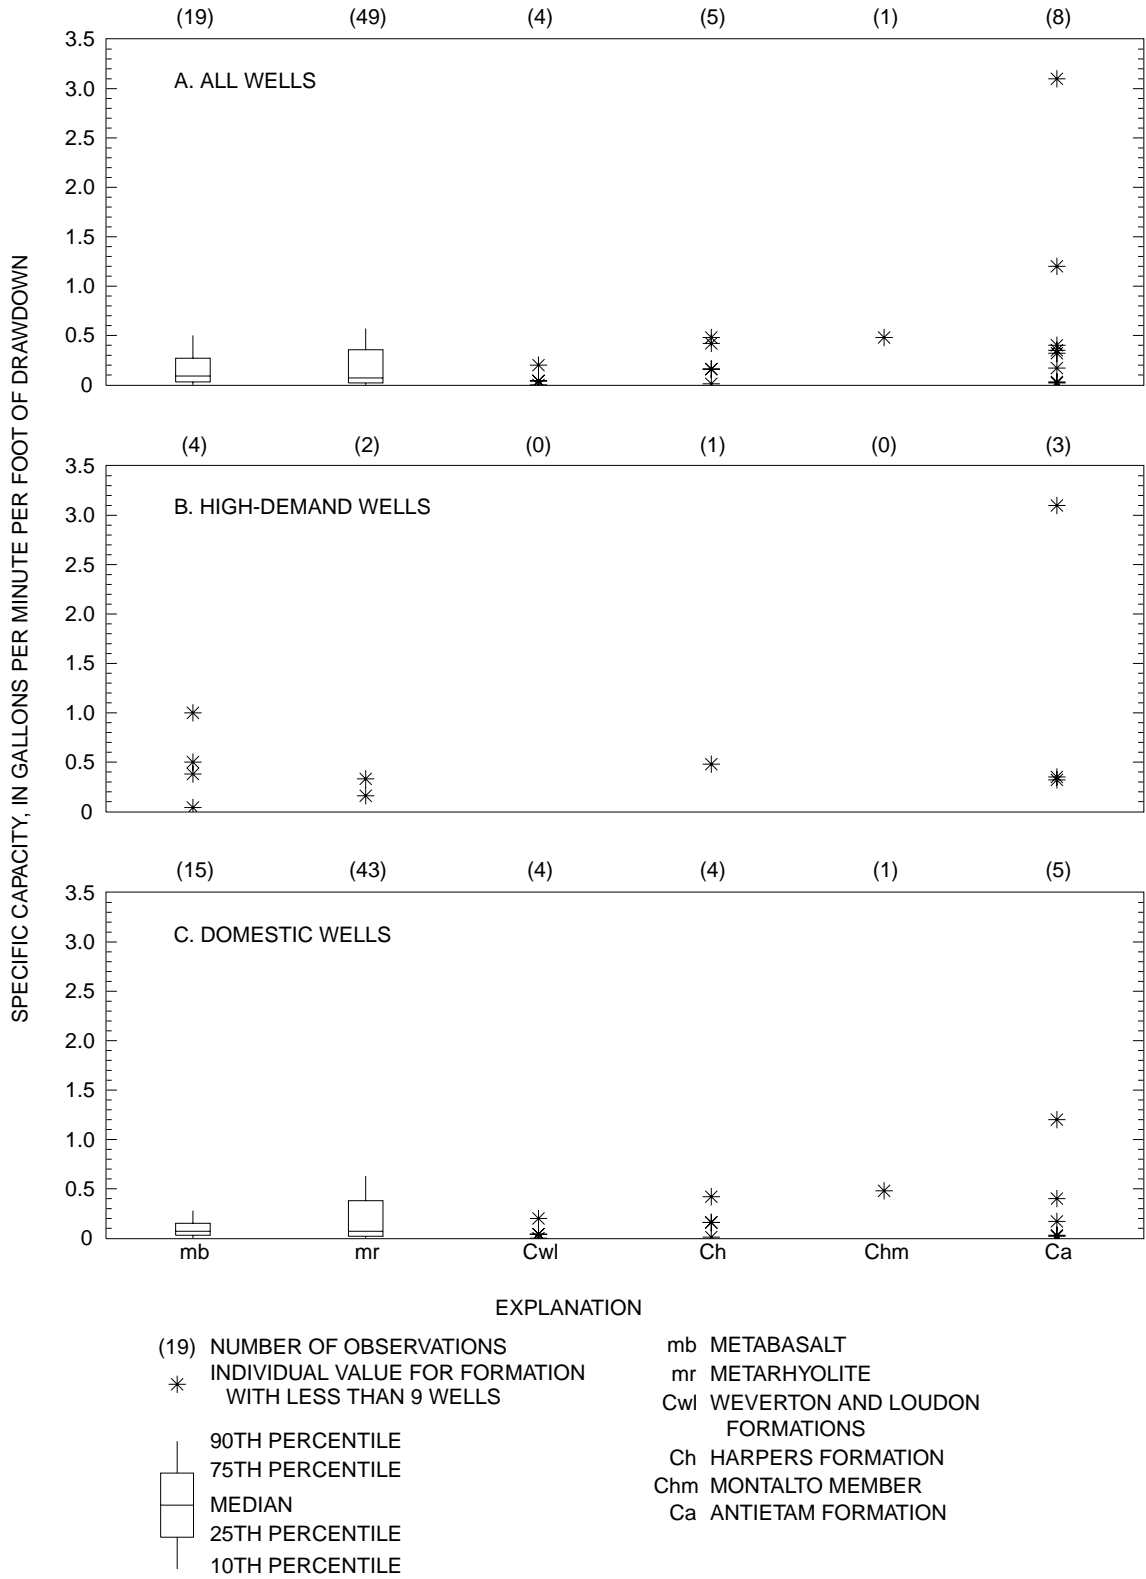 (19) (49) (4) (5) (1) (8)
3.5
A. ALL WELLS
3.0
2.5
2.0
1.5
1.0
0.5
0
(4) (2) (0) (1) (0) (3)
3.5
B. HIGH-DEMAND WELLS
3.0
2.5
2.0
1.5
1.0
0.5
0
(15) (43) (4) (4) (1) (5)
3.5
C. DOMESTIC WELLS
3.0
2.5
2.0
1.5
1.0
0.5
0
mb mr Cwl Ch Chm Ca
SPECIFIC CAPACITY, IN GALLONS PER MINUTE PER FOOT OF DRAWDOWN
EXPLANATION
(19) NUMBER OF OBSERVATIONS
INDIVIDUAL VALUE FOR FORMATION
WITH LESS THAN 9 WELLS
90TH PERCENTILE
75TH PERCENTILE
MEDIAN
25TH PERCENTILE
10TH PERCENTILE
mb METABASALT
mr METARHYOLITE
Cwl WEVERTON AND LOUDON
FORMATIONS
Ch HARPERS FORMATION
Chm MONTALTO MEMBER
Ca ANTIETAM FORMATION